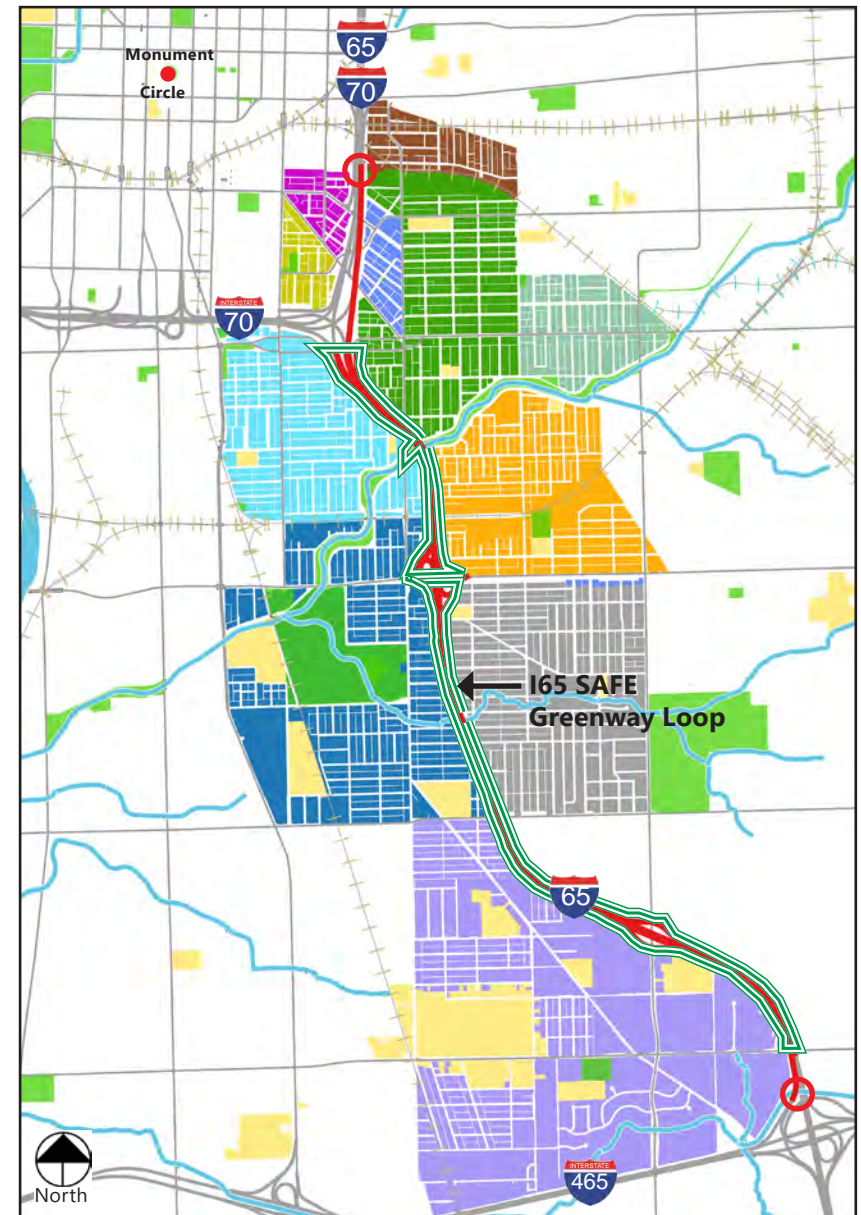 65
70
Monument
Circle
INTERSTATE
70
I65 SAFE
Greenway Loop
65
INTERSTATE
465
North